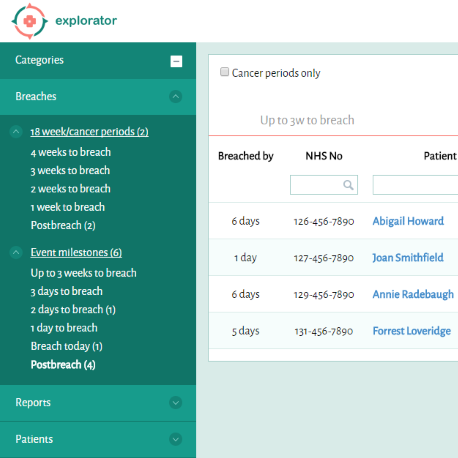 explorator
Categories
Breaches
18 week/cancer periods (2)
4 weeks to breach
3 weeks to breach
2 weeks to breach
1 week to breach
Postbreach (2)
Event milestones (6)
Up to 3 weeks to breach
3 days to breach
2 days to breach (1)
1 day to breach
Breach today (1)
Postbreach (4)
Reports
Patients
Cancer periods only
Up to 3w to breach
Breached by NHS No Patient
6 days 126-456-7890 Abigail Howard
1 day 127-456-7890 Joan Smithfield
6 days 129-456-7890 Annie Radebaugh
5 days 131-456-7890 Forrest Loveridge